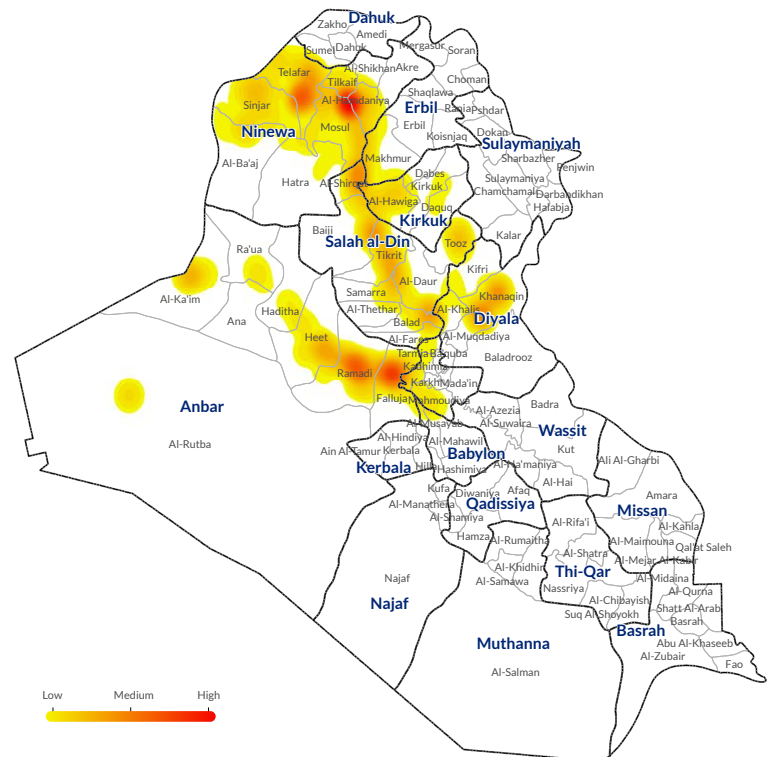 Dahuk
Zakho
Amedi
Sumel
Dahuk
Mergasur
Soran
Al-Shikhan
Akre
Telafar
Tilkaif
Choman
Al-Hamdaniya
Shaqlawa
Sinjar
Erbil
Rania
Pshdar
Mosul
Erbil
Ninewa
Koisnjaq
Dokan
Sulaymaniyah
Sharbazher
Al-Ba'aj
Makhmur
Penjwin
Hatra
Al-Shirqat
Dabes
Kirkuk
Sulaymaniya
Chamchamal
Darbandikhan
Al-Hawiga
Daquq
Halabja
Kirkuk
Baiji
Salah al-Din
Tooz
Kalar
Ra'ua
Tikrit
Kifri
Al-Ka'im
Samarra
Al-Daur
Khanaqin
Haditha
Al-Thethar
Al-Khalis
Diyala
Ana
Balad
Heet
Al-Fares
Al-Muqdadiya
Tarmia
Ba'quba
Baladrooz
Kadhimia
Ramadi
Karkh
Mada'in
Falluja
Mahmoudiya
Anbar
Al-Azezia
Badra
Al-Musayab
Al-Suwaira
Wassit
Al-Rutba
Al-Hindiya
Al-Mahawil
Ain Al-Tamur
Kerbala
Babylon
Kut
Kerbala
Hilla
Hashimiya
Al-Na'maniya
Ali Al-Gharbi
Al-Hai
Kufa
Diwaniya
Afaq
Amara
Al-Manathera
Qadissiya
Missan
Al-Shamiya
Al-Rifa'i
Al-Kahla
Hamza
Al-Rumaitha
Al-Maimouna
Qal'at Saleh
Al-Shatra
Al-Mejar Al-Kabir
Al-Khidhir
Thi-Qar
Najaf
Al-Samawa
Al-Midaina
Nassriya
Al-Qurna
Najaf
Al-Chibayish
Shatt Al-Arab
Suq Al-Shoyokh
Basrah
Basrah
Muthanna
Abu Al-Khaseeb
Al-Zubair
Fao
Al-Salman
Low
Medium
High